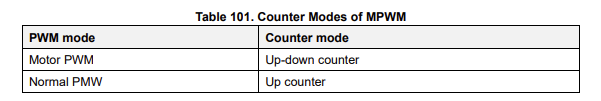 Table 101. Counter Modes of MPWM
PWM mode Counter mode
Motor PWM Up-down counter
Normal PMW Up counter